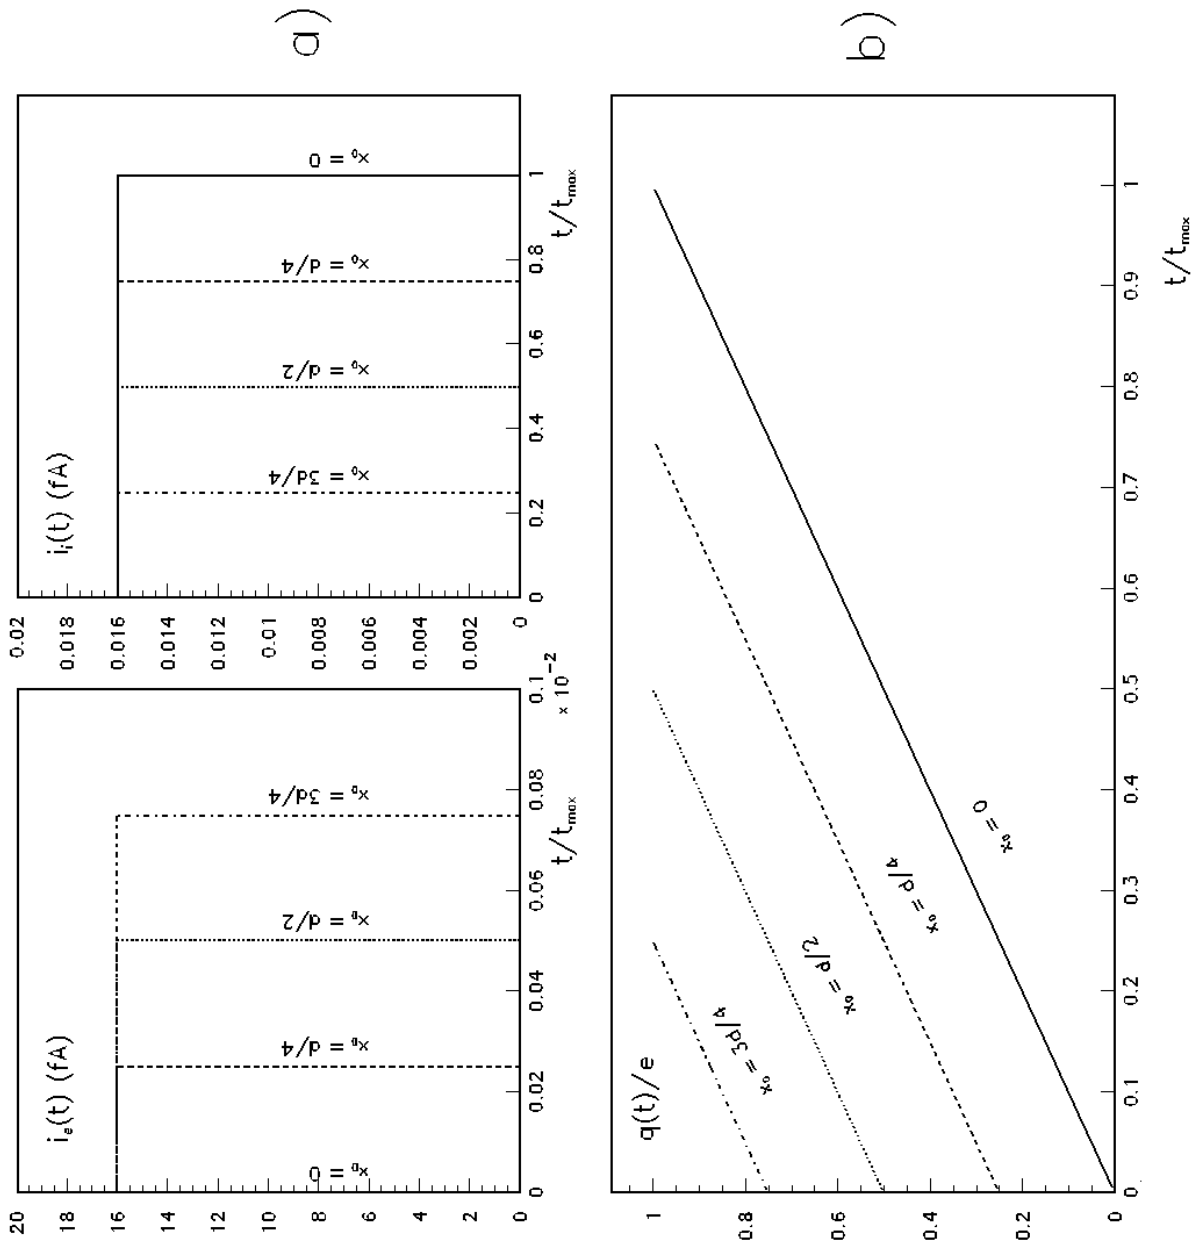 a)
i_e(t) (fA)
20
18
16
14
12
10
8
6
4
2
0
x₀ = 0
x₀ = d/4
x₀ = d/2
x₀ = 3d/4
0
0.02
0.04
0.06
0.08
0.1
× 10⁻²
t/t_max
i_i(t) (fA)
0.02
0.018
0.016
0.014
0.012
0.01
0.008
0.006
0.004
0.002
0
x₀ = 3d/4
x₀ = d/2
x₀ = d/4
x₀ = 0
0
0.2
0.4
0.6
0.8
1
t/t_max
b)
q(t)/e
1
0.8
0.6
0.4
0.2
x₀ = 3d/4
x₀ = d/2
x₀ = d/4
x₀ = 0
0
0.1
0.2
0.3
0.4
0.5
0.6
0.7
0.8
0.9
1
t/t_max
0